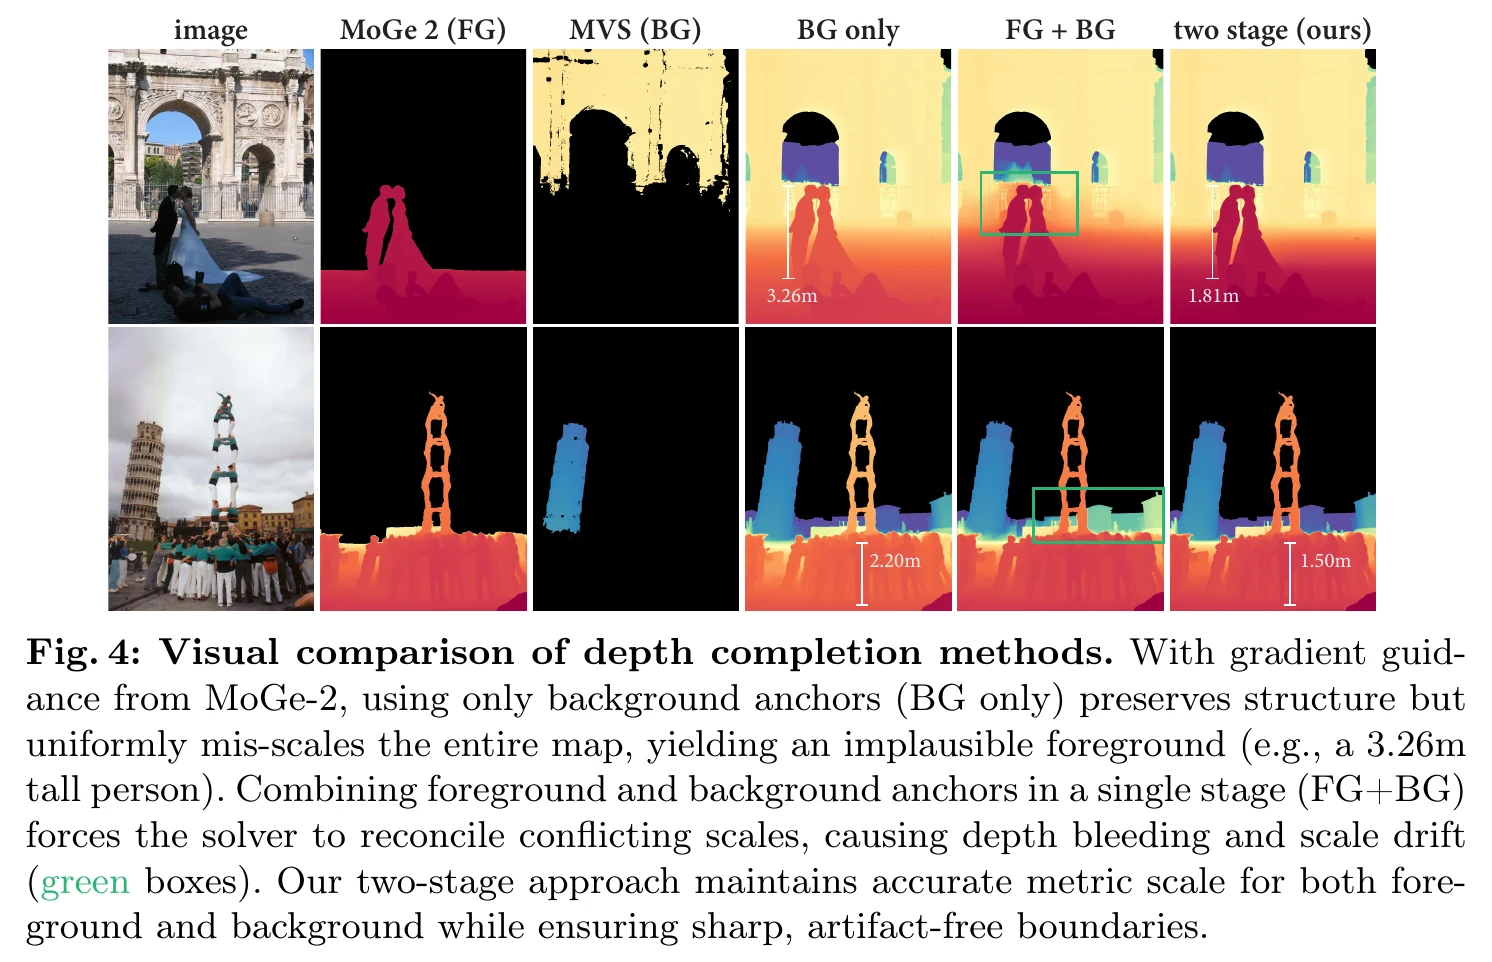 image MoGe 2 (FG) MVS (BG) BG only FG + BG two stage (ours)
3.26m 1.81m
2.20m 1.50m
Fig. 4: Visual comparison of depth completion methods. With gradient guid-
ance from MoGe-2, using only background anchors (BG only) preserves structure but
uniformly mis-scales the entire map, yielding an implausible foreground (e.g., a 3.26m
tall person). Combining foreground and background anchors in a single stage (FG+BG)
forces the solver to reconcile conflicting scales, causing depth bleeding and scale drift
(green boxes). Our two-stage approach maintains accurate metric scale for both fore-
ground and background while ensuring sharp, artifact-free boundaries.